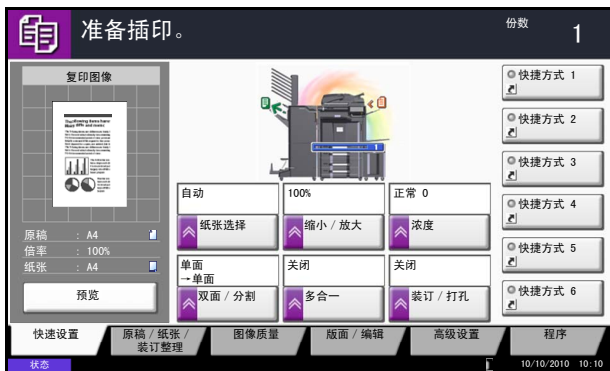 准备插印。
份数
1
复印图像
原稿 : A4
倍率 : 100%
纸张 : A4
预览
1
自动
纸张选择
100%
缩小 / 放大
正常 0
浓度
单面
→单面
双面 / 分割
关闭
多合一
关闭
装订 / 打孔
快捷方式 1
快捷方式 2
快捷方式 3
快捷方式 4
快捷方式 5
快捷方式 6
快速设置
原稿 / 纸张 /
装订整理
图像质量
版面 / 编辑
高级设置
程序
状态
10/10/2010 10:10